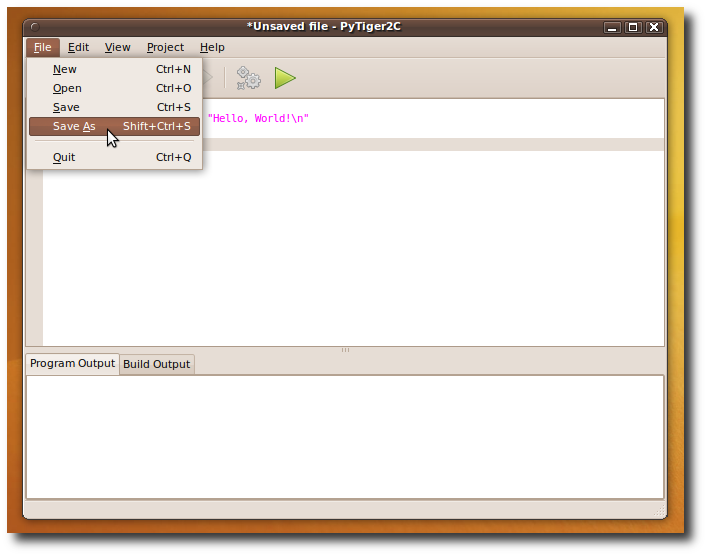 *Unsaved file - PyTiger2C
File Edit View Project Help
New Ctrl+N
Open Ctrl+O
Save Ctrl+S
Save As Shift+Ctrl+S
Quit Ctrl+Q
"Hello, World!\n"
Program Output Build Output